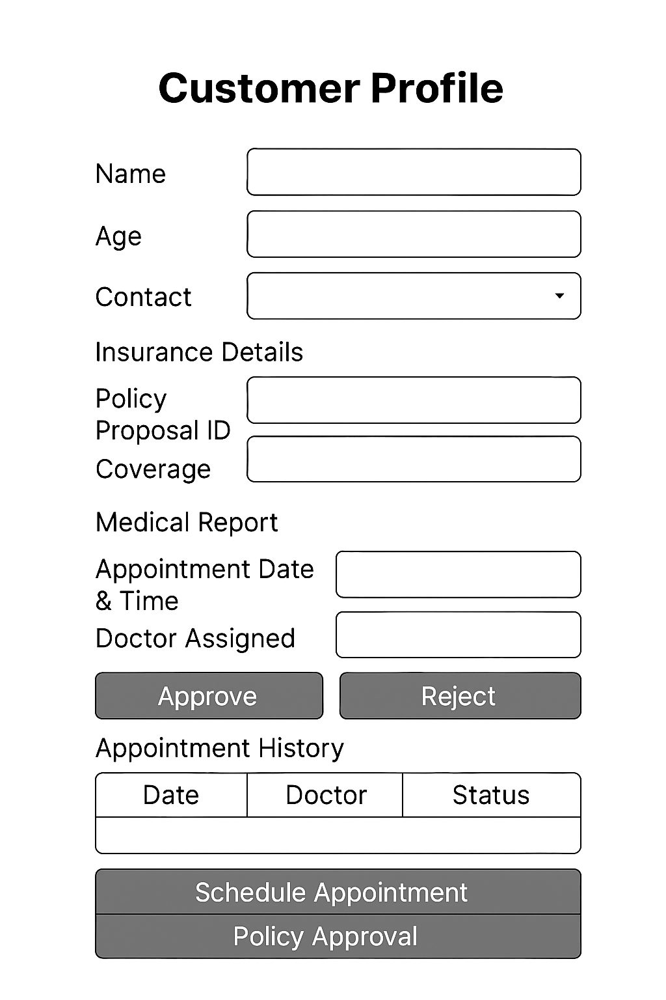 Customer Profile
Name
Age
Contact
Insurance Details
Policy
Proposal ID
Coverage
Medical Report
Appointment Date
& Time
Doctor Assigned
Approve Reject
Appointment History
Date Doctor Status
Schedule Appointment
Policy Approval